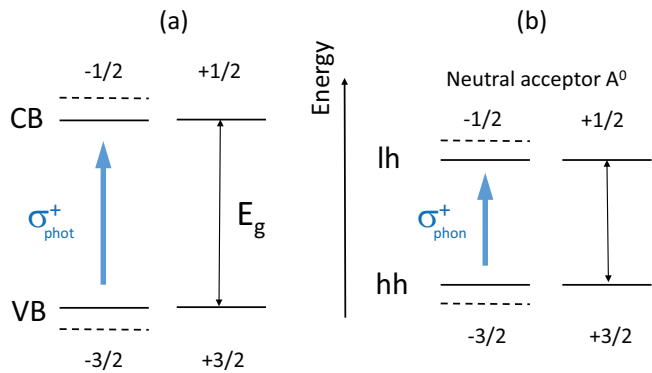 (a)
-1/2 +1/2
CB
σ⁺phot
Eg
VB
-3/2 +3/2
Energy
(b)
Neutral acceptor A⁰
-1/2 +1/2
lh
σ⁺phon
hh
-3/2 +3/2